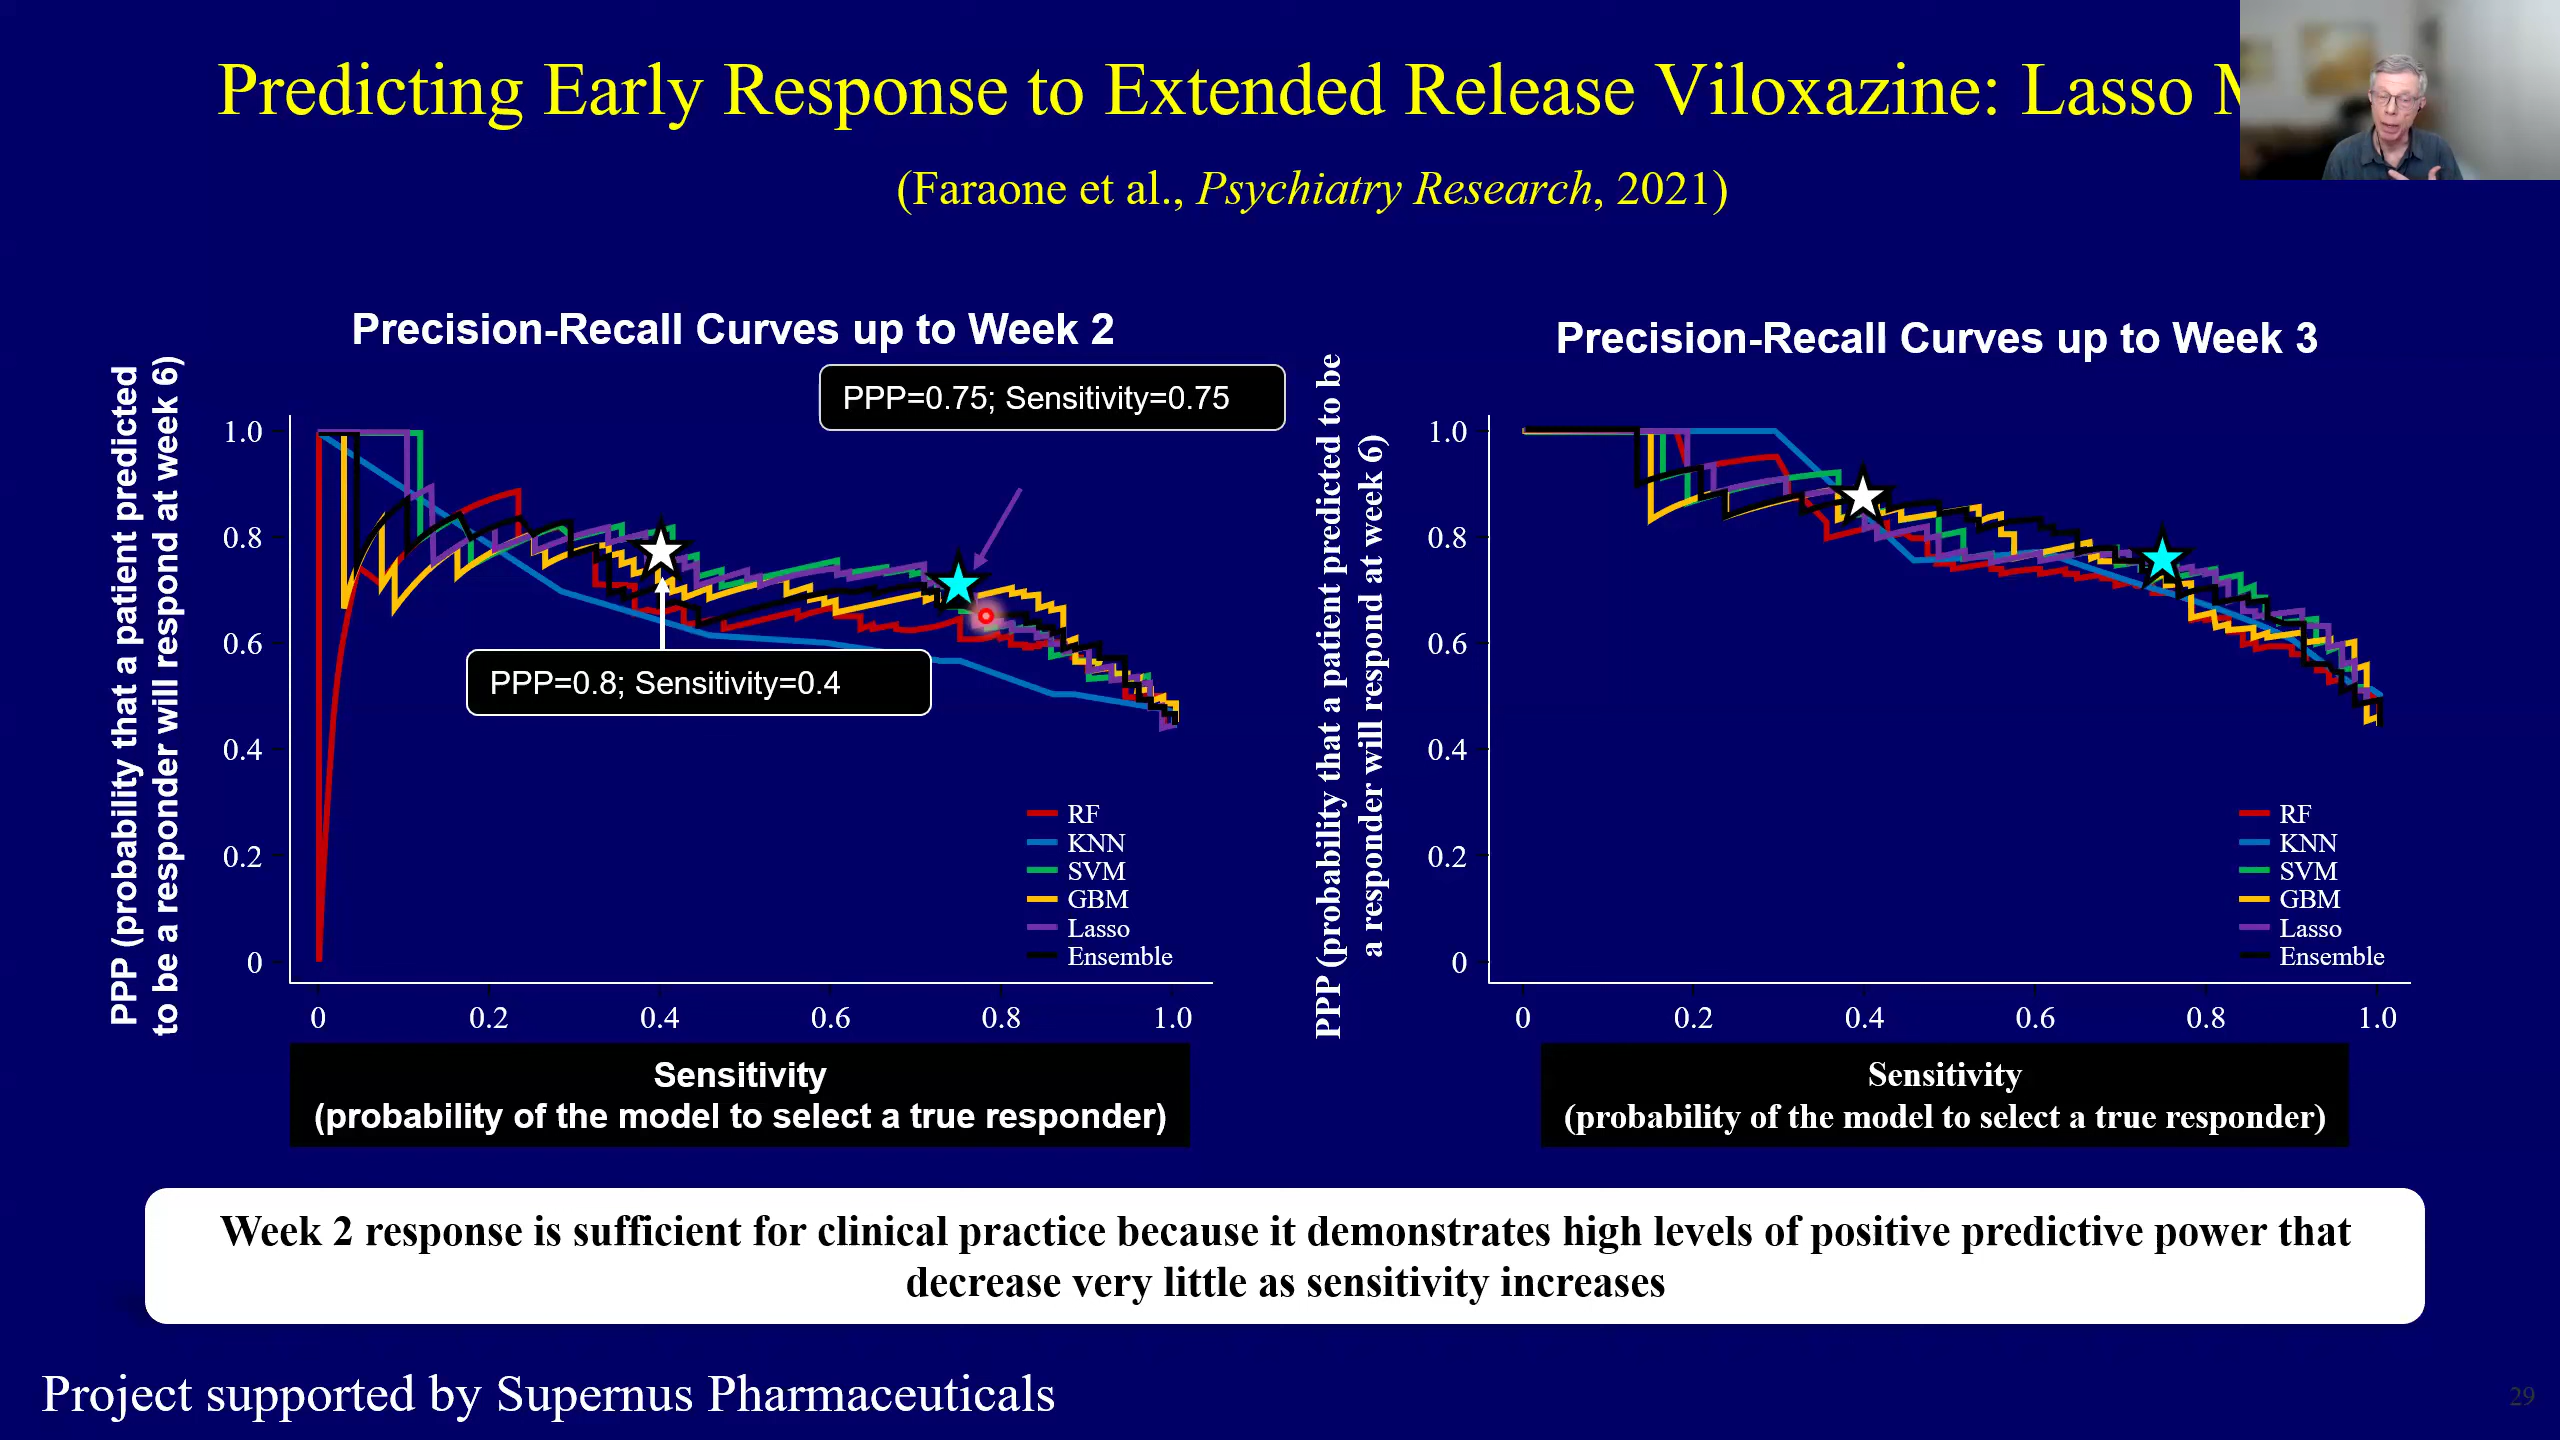 Predicting Early Response to Extended Release Viloxazine: Lasso
(Faraone et al., Psychiatry Research, 2021)
Precision-Recall Curves up to Week 2
PPP=0.75; Sensitivity=0.75
PPP (probability that a patient predicted
to be a responder will respond at week 6)
1.0
0.8
0.6
0.4
0.2
0
PPP=0.8; Sensitivity=0.4
RF
KNN
SVM
GBM
Lasso
Ensemble
0 0.2 0.4 0.6 0.8 1.0
Sensitivity
(probability of the model to select a true responder)
Precision-Recall Curves up to Week 3
PPP (probability that a patient predicted to be
a responder will respond at week 6)
1.0
0.8
0.6
0.4
0.2
0
RF
KNN
SVM
GBM
Lasso
Ensemble
0 0.2 0.4 0.6 0.8 1.0
Sensitivity
(probability of the model to select a true responder)
Week 2 response is sufficient for clinical practice because it demonstrates high levels of positive predictive power that
decrease very little as sensitivity increases
Project supported by Supernus Pharmaceuticals
29